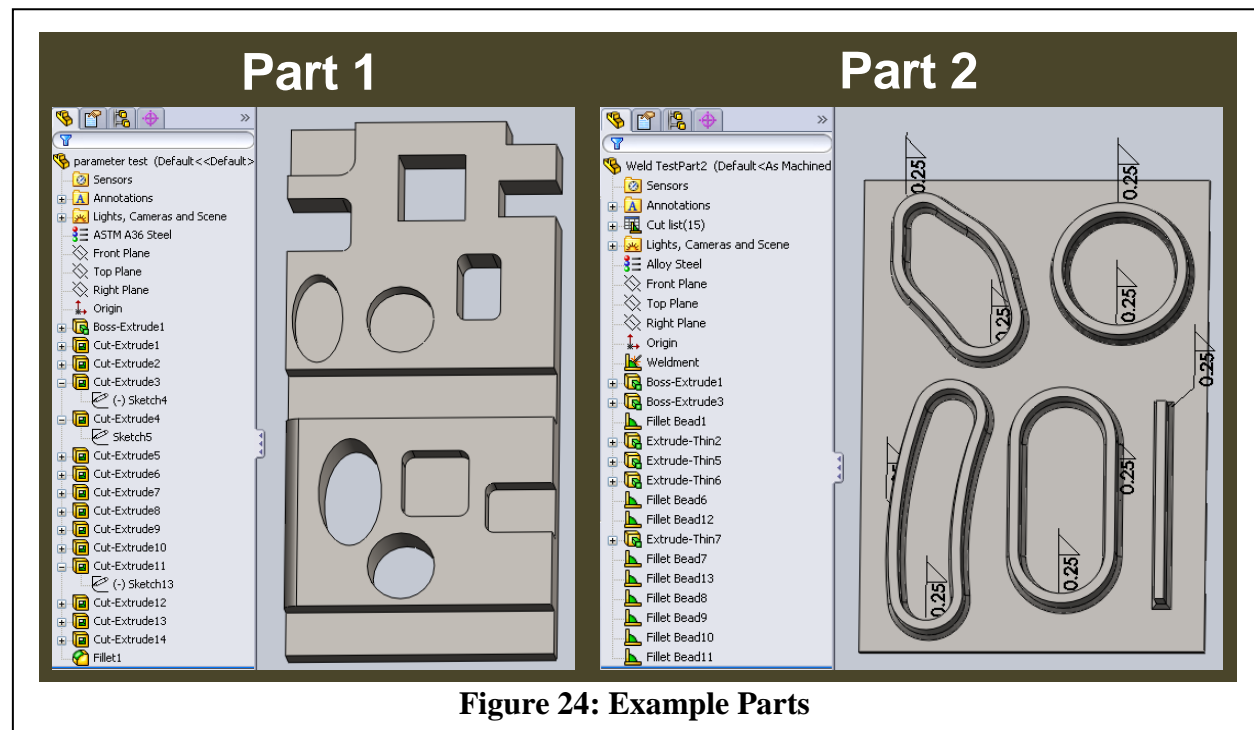 Part 1
parameter test (Default<<Default>
Sensors
Annotations
Lights, Cameras and Scene
ASTM A36 Steel
Front Plane
Top Plane
Right Plane
Origin
Boss-Extrude1
Cut-Extrude1
Cut-Extrude2
Cut-Extrude3
(-) Sketch4
Cut-Extrude4
Sketch5
Cut-Extrude5
Cut-Extrude6
Cut-Extrude7
Cut-Extrude8
Cut-Extrude9
Cut-Extrude10
Cut-Extrude11
(-) Sketch13
Cut-Extrude12
Cut-Extrude13
Cut-Extrude14
Fillet1
Part 2
Weld TestPart2 (Default<As Machined
Sensors
Annotations
Cut list(15)
Lights, Cameras and Scene
Alloy Steel
Front Plane
Top Plane
Right Plane
Origin
Weldment
Boss-Extrude1
Boss-Extrude3
Fillet Bead1
Extrude-Thin2
Extrude-Thin5
Extrude-Thin6
Fillet Bead6
Fillet Bead12
Extrude-Thin7
Fillet Bead7
Fillet Bead13
Fillet Bead8
Fillet Bead9
Fillet Bead10
Fillet Bead11
0.25
0.25
0.25
0.25
0.25
0.25
0.25
0.25
Figure 24: Example Parts